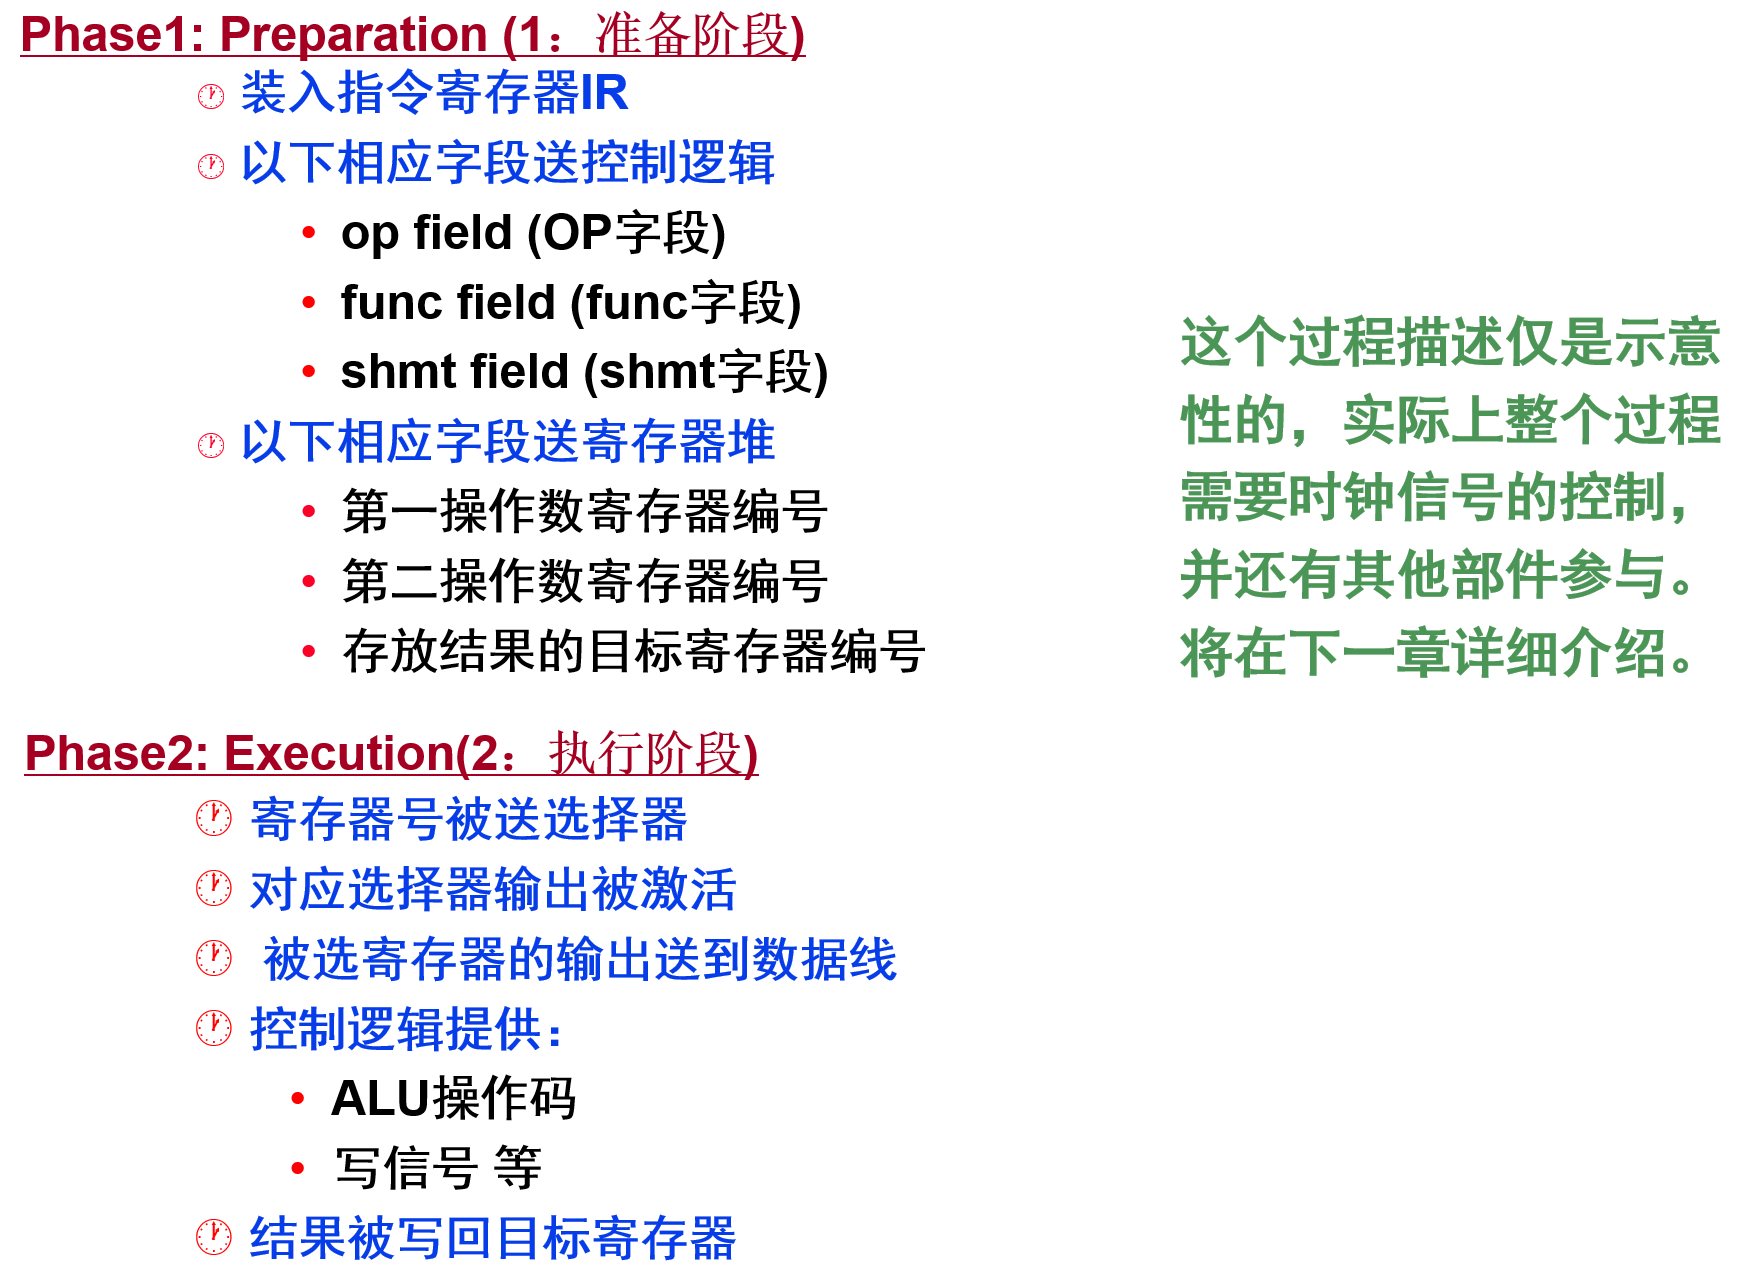 Phase1: Preparation (1：准备阶段)
装入指令寄存器IR
以下相应字段送控制逻辑
• op field (OP字段)
• func field (func字段)
• shmt field (shmt字段)
以下相应字段送寄存器堆
• 第一操作数寄存器编号
• 第二操作数寄存器编号
• 存放结果的目标寄存器编号
这个过程描述仅是示意
性的，实际上整个过程
需要时钟信号的控制，
并还有其他部件参与。
将在下一章详细介绍。
Phase2: Execution(2：执行阶段)
寄存器号被送选择器
对应选择器输出被激活
被选寄存器的输出送到数据线
控制逻辑提供：
• ALU操作码
• 写信号 等
结果被写回目标寄存器